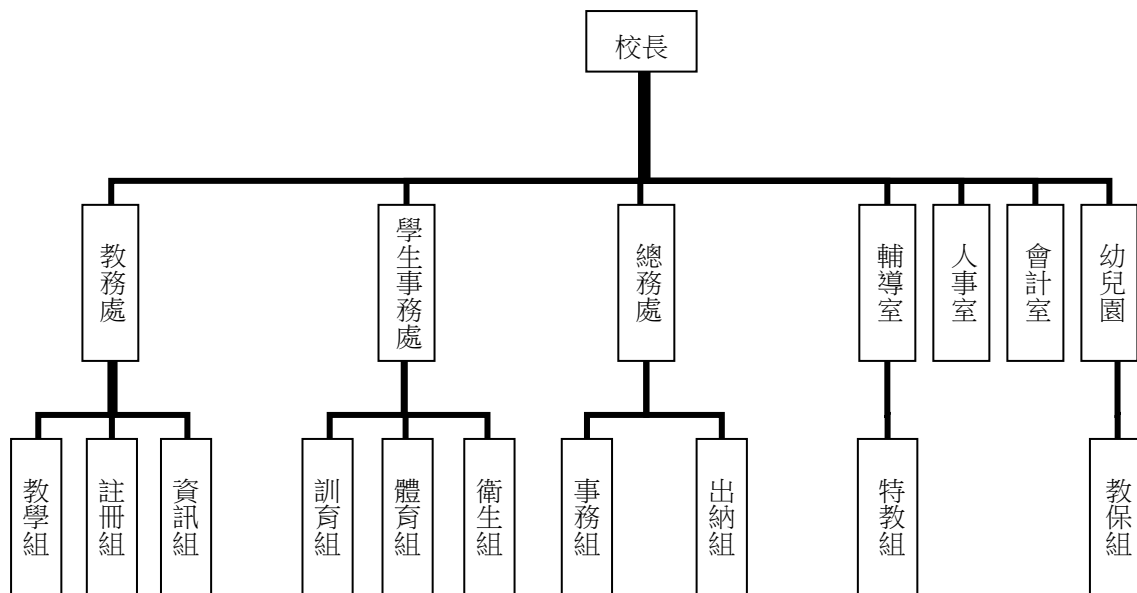 校長
教務處
學生事務處
總務處
輔導室
人事室
會計室
幼兒園
教學組
註冊組
資訊組
訓育組
體育組
衛生組
事務組
出納組
特教組
教保組